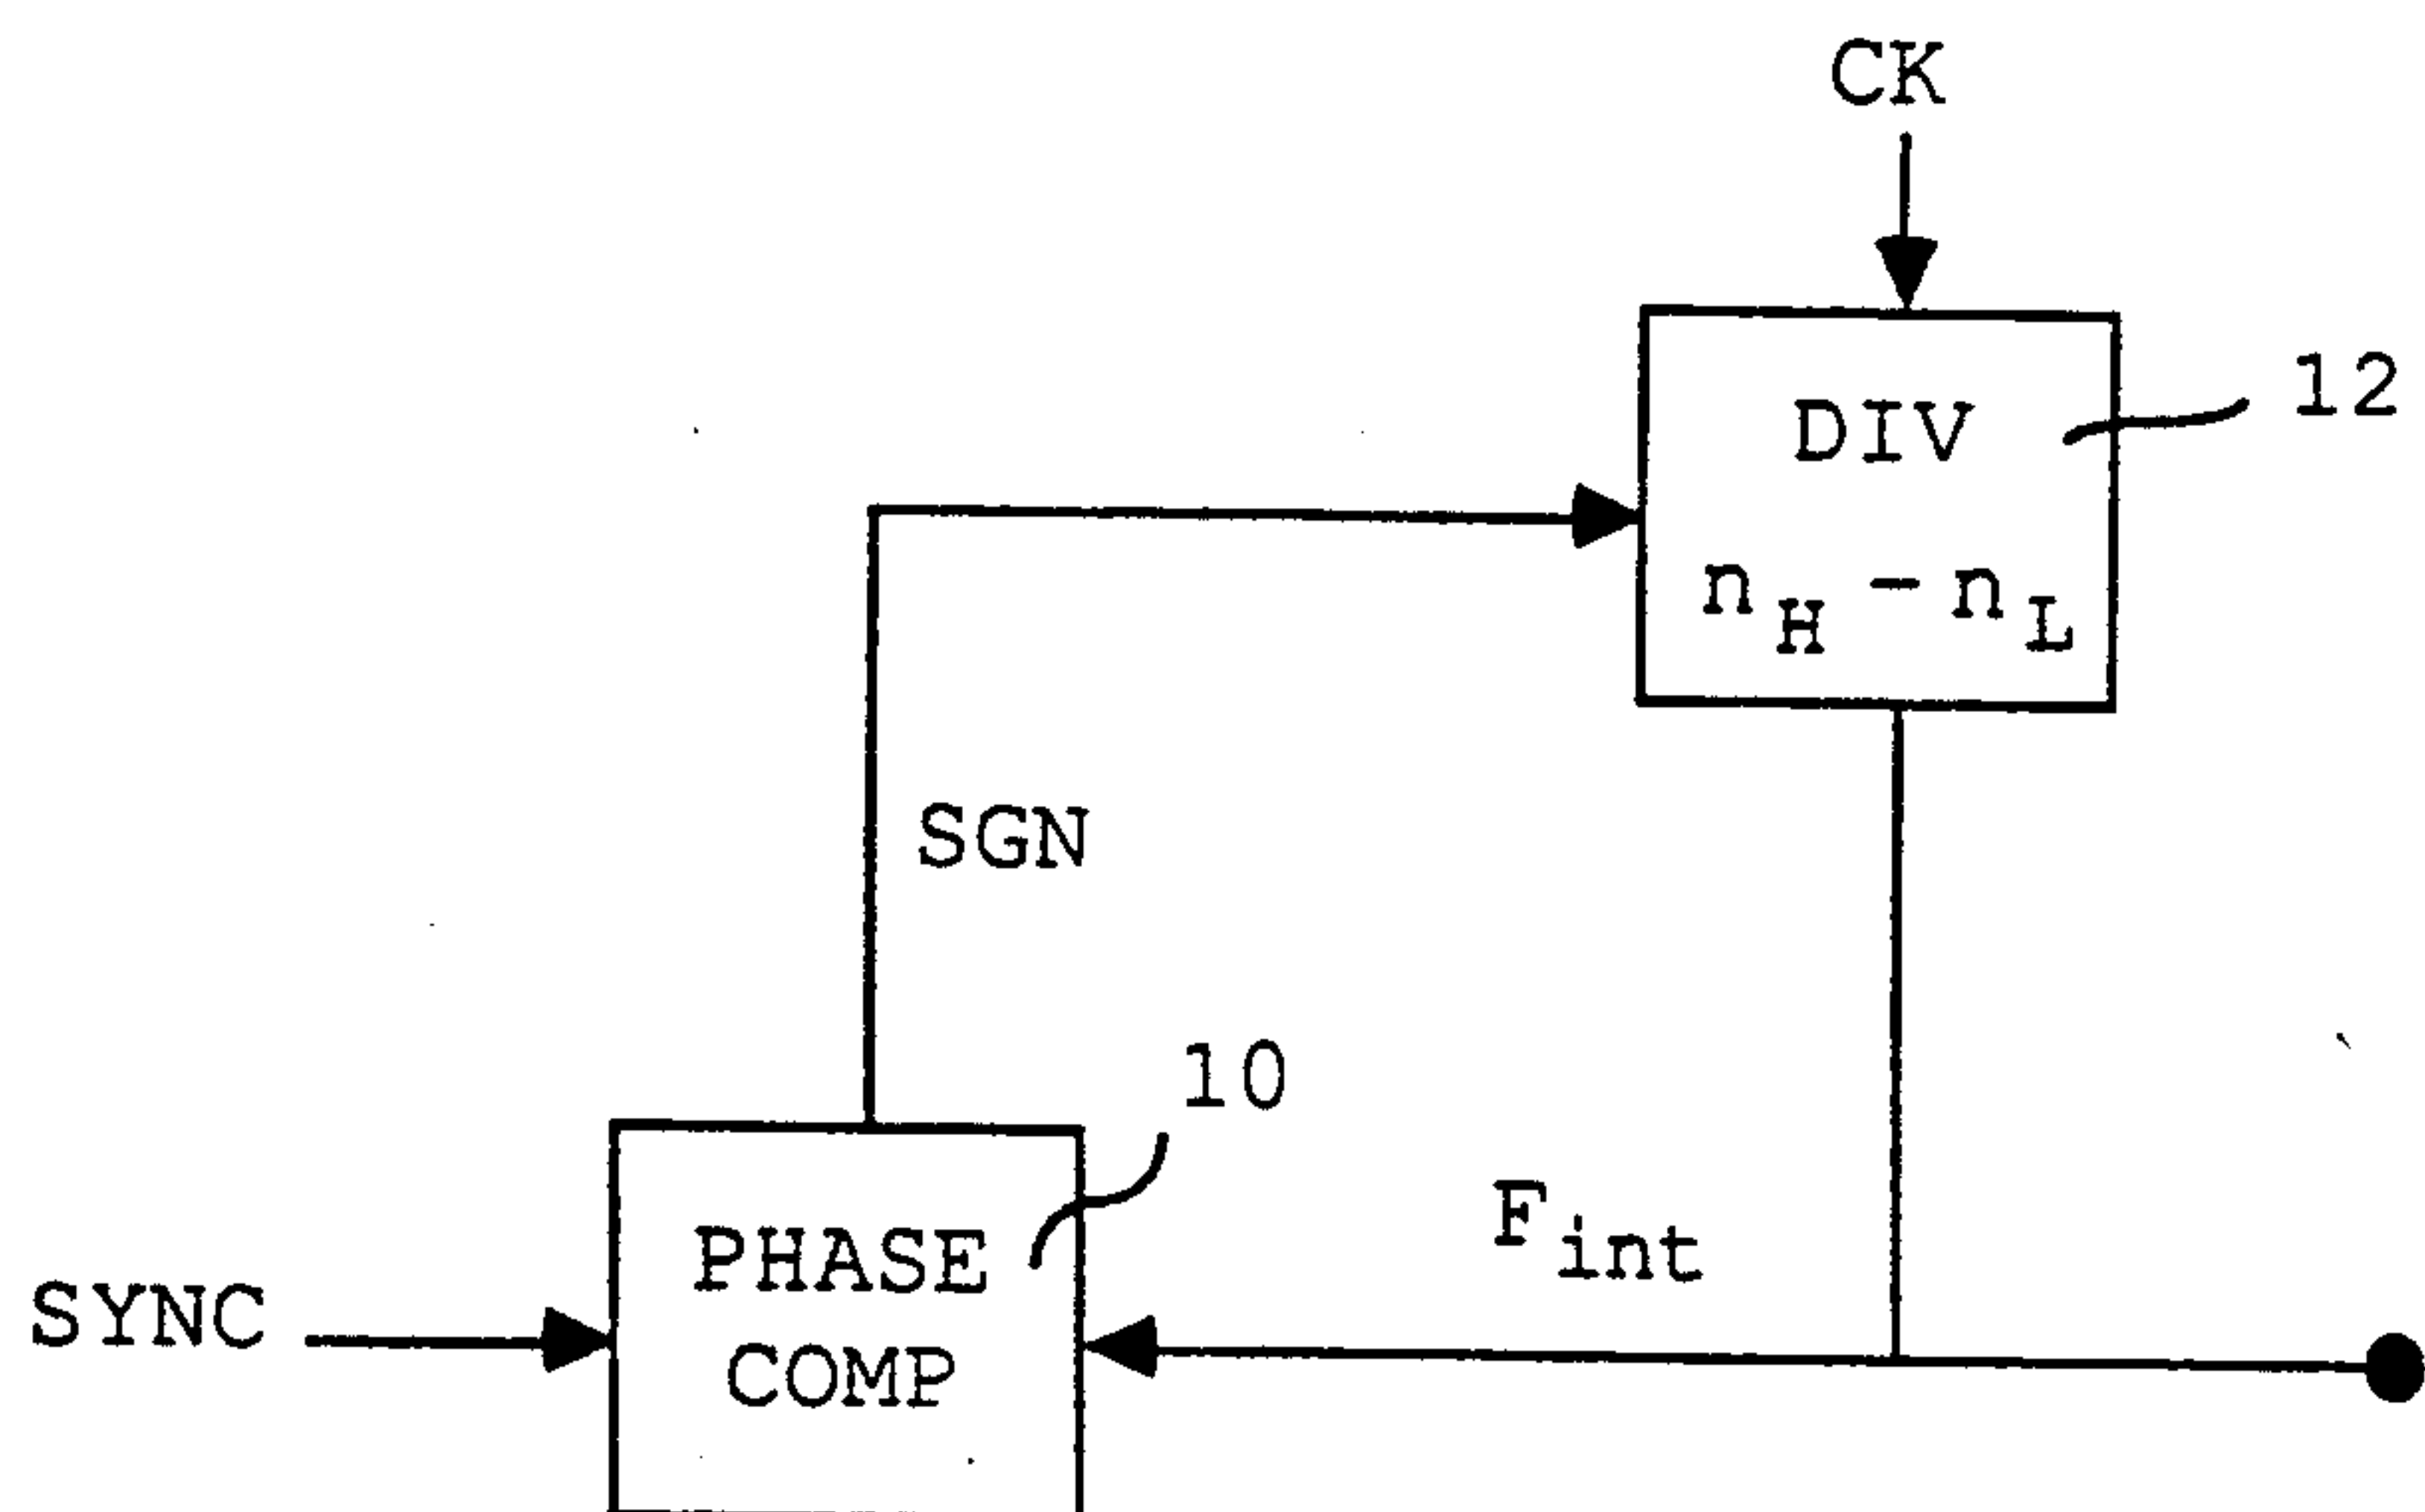 CK
DIV
12
n_H - n_L
SGN
10
PHASE
COMP
F_int
SYNC